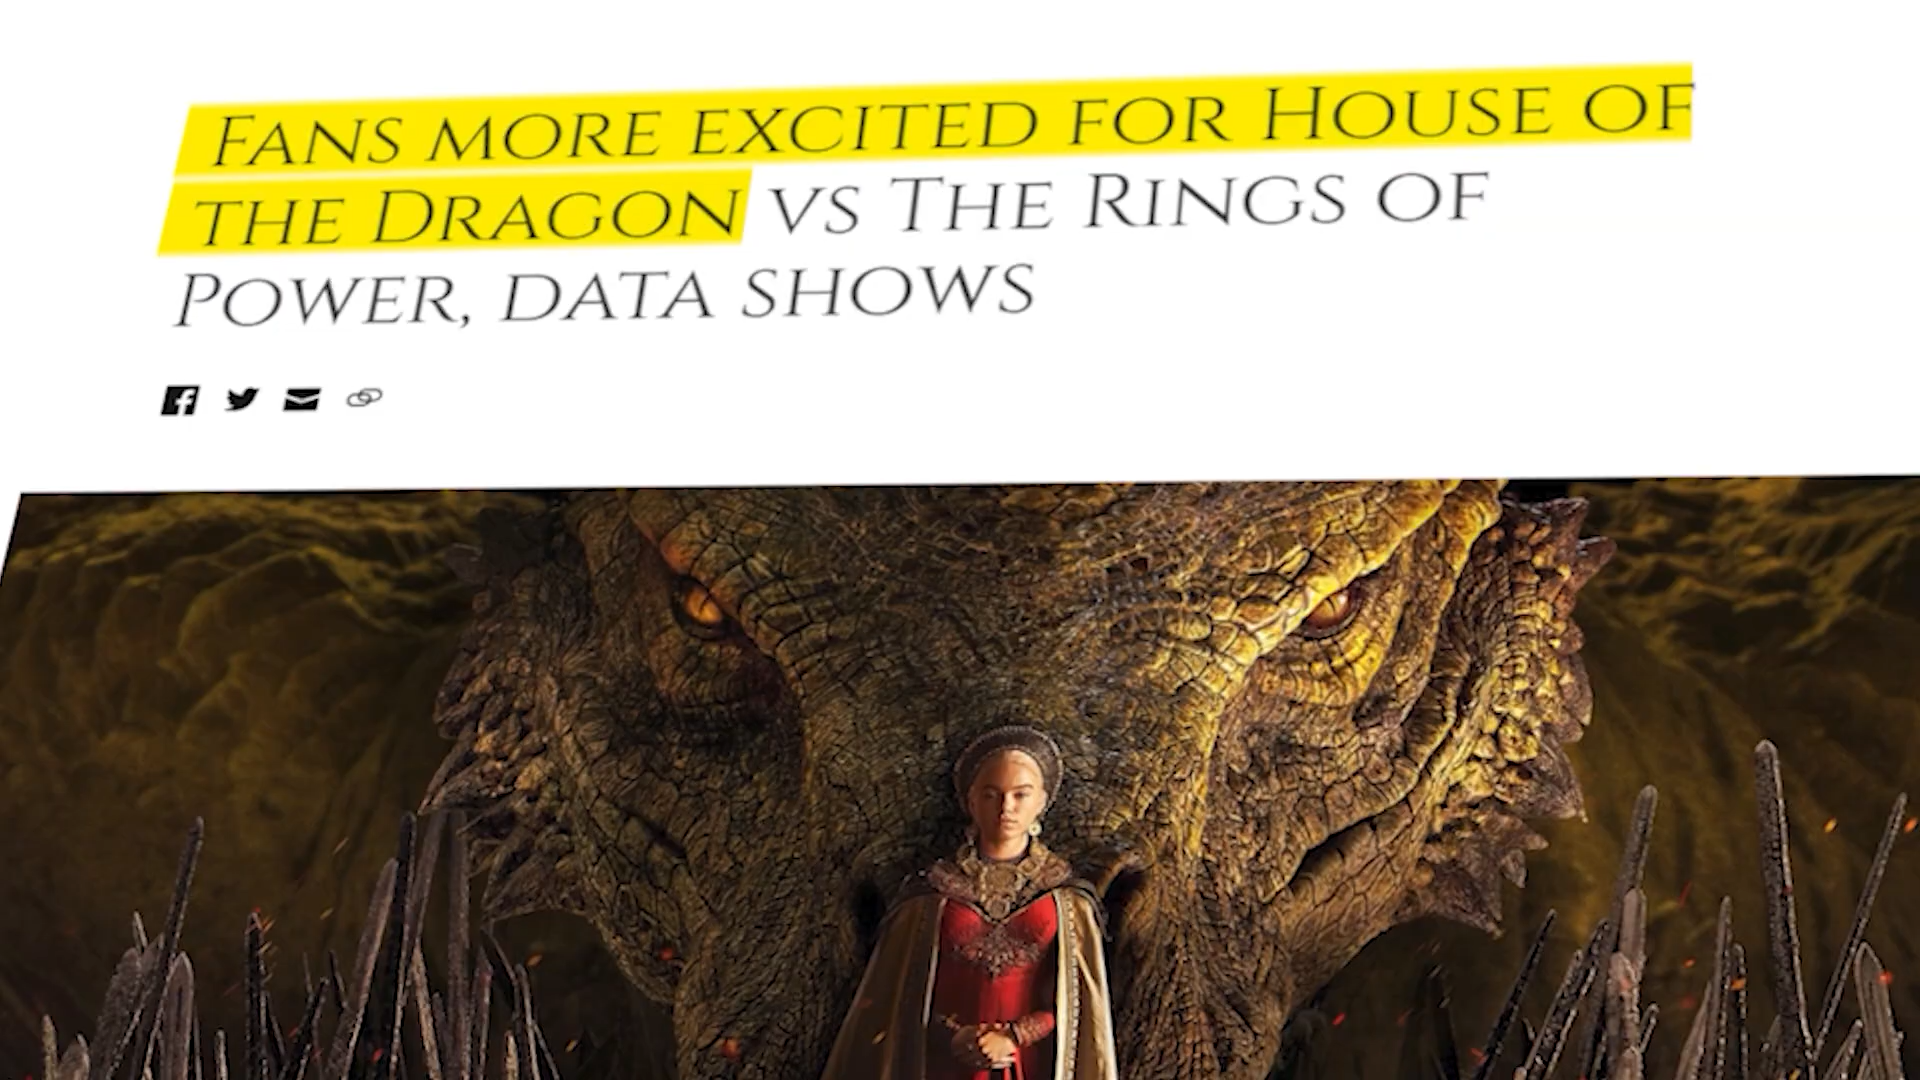 Fans more excited for House of
the Dragon vs The Rings of
Power, data shows